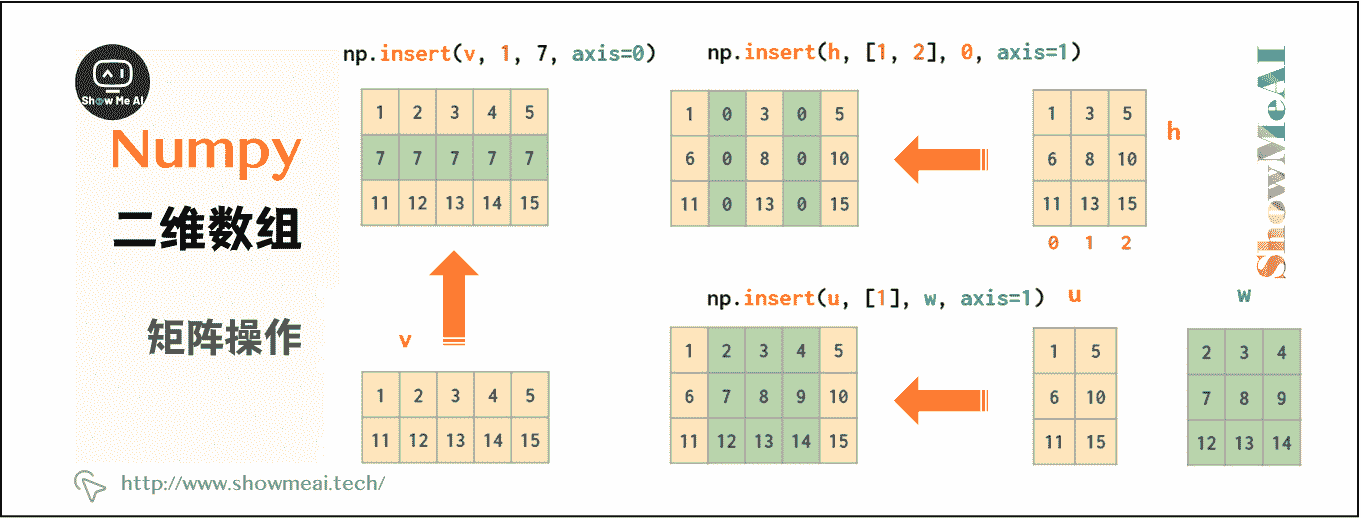 Show Me AI
Numpy
二维数组
矩阵操作
http://www.showmeai.tech/
np.insert(v, 1, 7, axis=0)
1 2 3 4 5
7 7 7 7 7
11 12 13 14 15
v
1 2 3 4 5
11 12 13 14 15
np.insert(h, [1, 2], 0, axis=1)
1 0 3 0 5
6 0 8 0 10
11 0 13 0 15
1 3 5
6 8 10
11 13 15
0 1 2
h
np.insert(u, [1], w, axis=1)
1 2 3 4 5
6 7 8 9 10
11 12 13 14 15
u
1 5
6 10
11 15
w
2 3 4
7 8 9
12 13 14
ShowMeAI